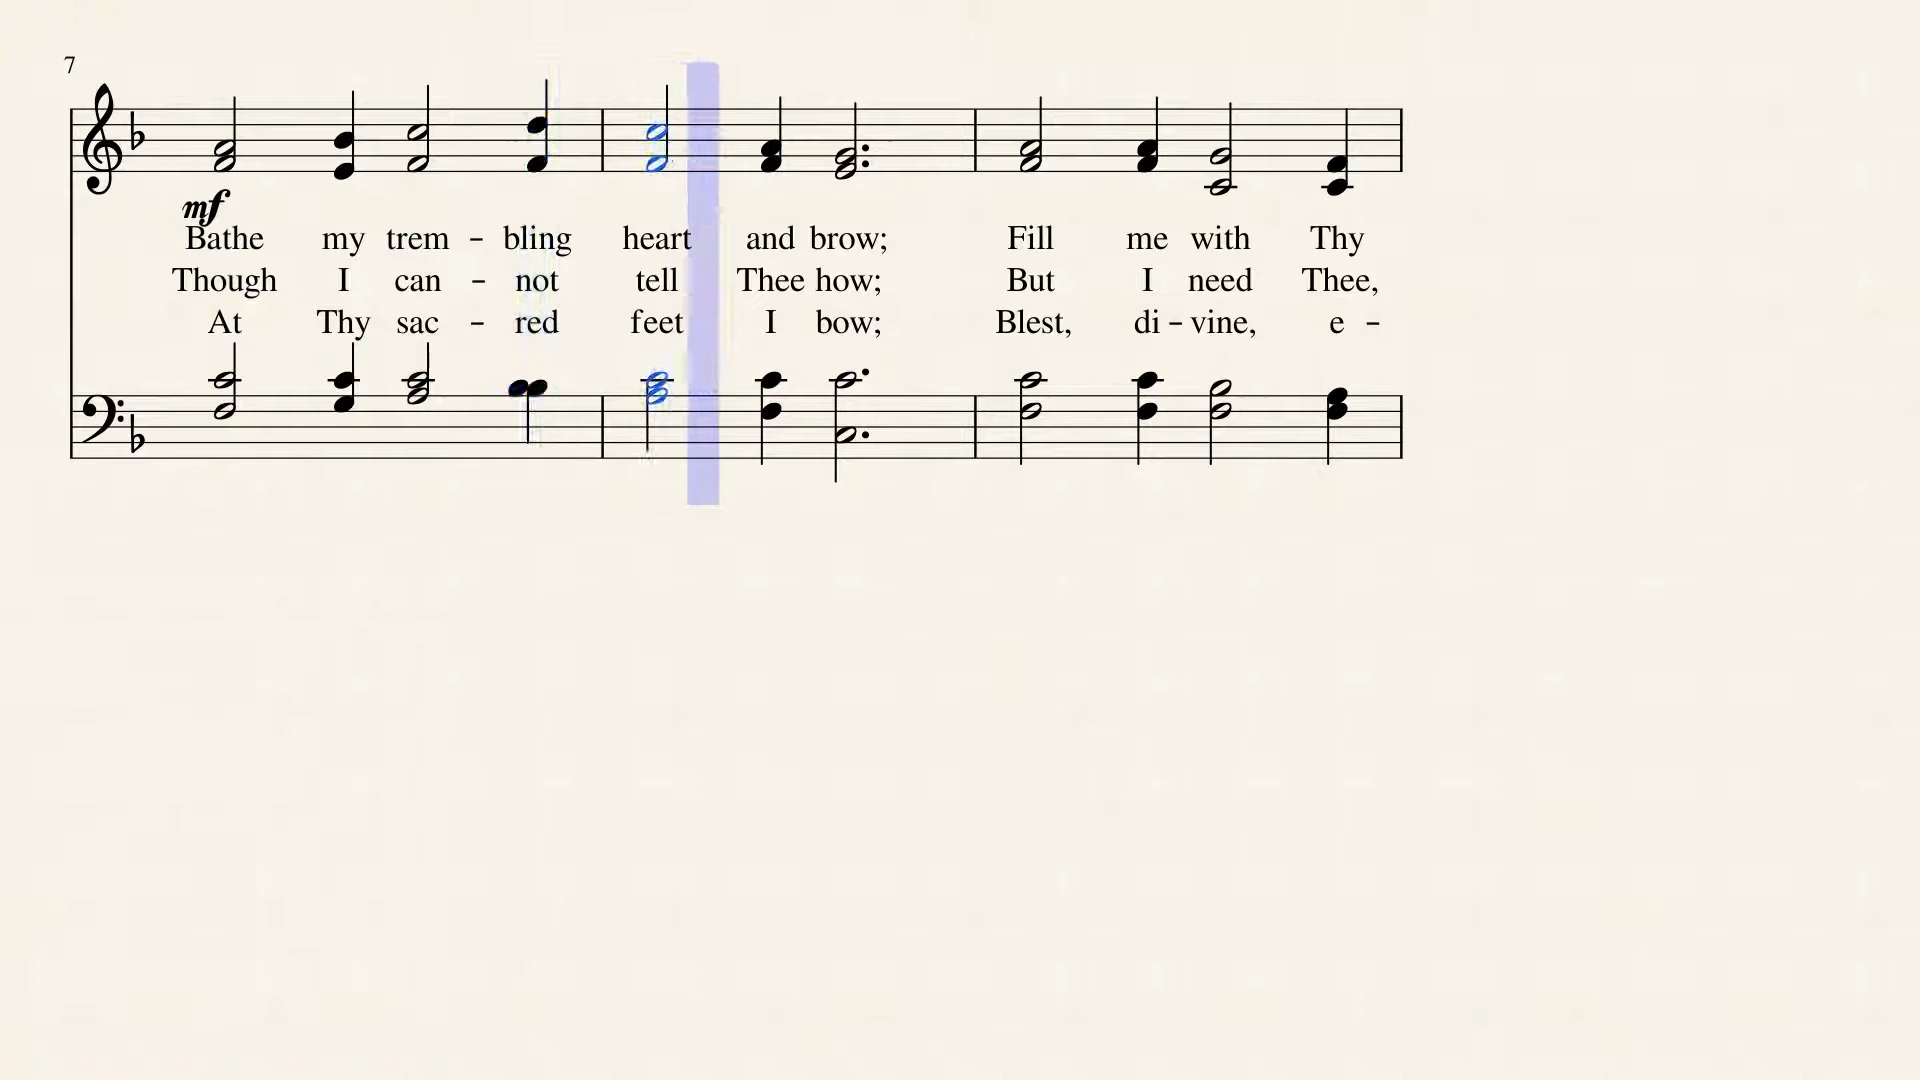 7
mf
Bathe my trem – bling heart and brow; Fill me with Thy
Though I can – not tell Thee how; But I need Thee,
At Thy sac – red feet I bow; Blest, di – vine, e –